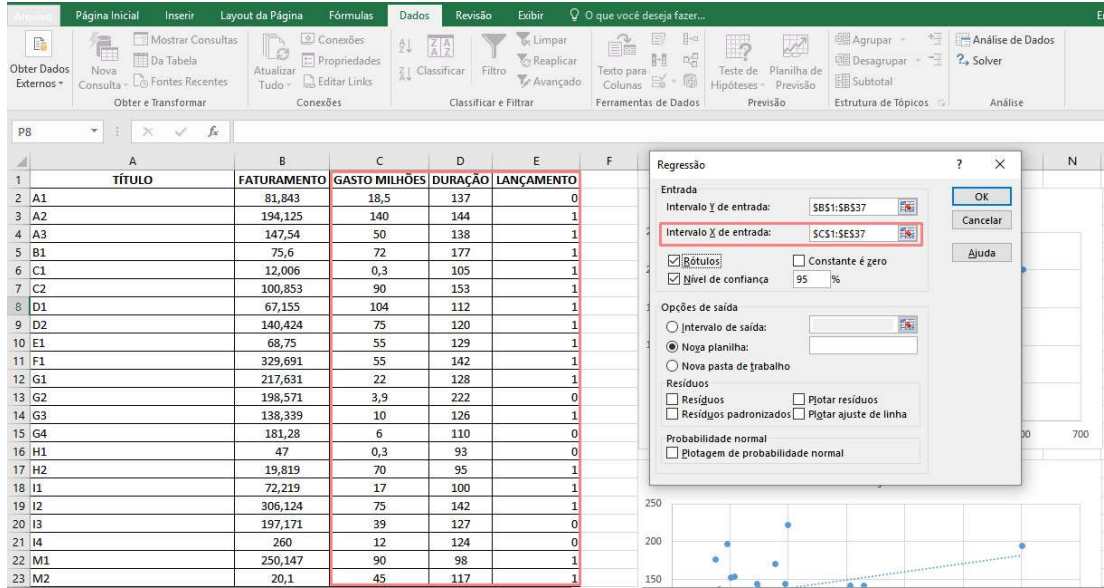 Arquivo Página Inicial Inserir Layout da Página Fórmulas Dados Revisão Exibir O que você deseja fazer...
Obter Dados Externos
Nova Consulta
Mostrar Consultas
Da Tabela
Fontes Recentes
Obter e Transformar
Atualizar Tudo
Conexões
Propriedades
Editar Links
Conexões
Classificar
Filtro
Limpar
Reaplicar
Avançado
Classificar e Filtrar
Texto para Colunas
Ferramentas de Dados
Teste de Hipóteses
Planilha de Previsão
Previsão
Agrupar
Desagrupar
Subtotal
Estrutura de Tópicos
Análise de Dados
Solver
Análise
P8 fx
A B C D E F N
1 TÍTULO FATURAMENTO GASTO MILHÕES DURAÇÃO LANÇAMENTO
2 A1 81,843 18,5 137 0
3 A2 194,125 140 144 1
4 A3 147,54 50 138 1
5 B1 75,6 72 177 1
6 C1 12,006 0,3 105 1
7 C2 100,853 90 153 1
8 D1 67,155 104 112 1
9 D2 140,424 75 120 1
10 E1 68,75 55 129 1
11 F1 329,691 55 142 1
12 G1 217,631 22 128 1
13 G2 198,571 3,9 222 0
14 G3 138,339 10 126 1
15 G4 181,28 6 110 0
16 H1 47 0,3 93 0
17 H2 19,819 70 95 1
18 I1 72,219 17 100 1
19 I2 306,124 75 142 1
20 I3 197,171 39 127 0
21 I4 260 12 124 0
22 M1 250,147 90 98 1
23 M2 20,1 45 117 1
Regressão ? ×
Entrada
Intervalo Y de entrada: $B$1:$B$37
Intervalo X de entrada: $C$1:$E$37
Rótulos
Constante é zero
Nível de confiança 95 %
OK
Cancelar
Ajuda
Opções de saída
Intervalo de saída:
Nova planilha:
Nova pasta de trabalho
Resíduos
Resíduos
Plotar resíduos
Resíduos padronizados
Plotar ajuste de linha
Probabilidade normal
Plotagem de probabilidade normal
700
250
200
150